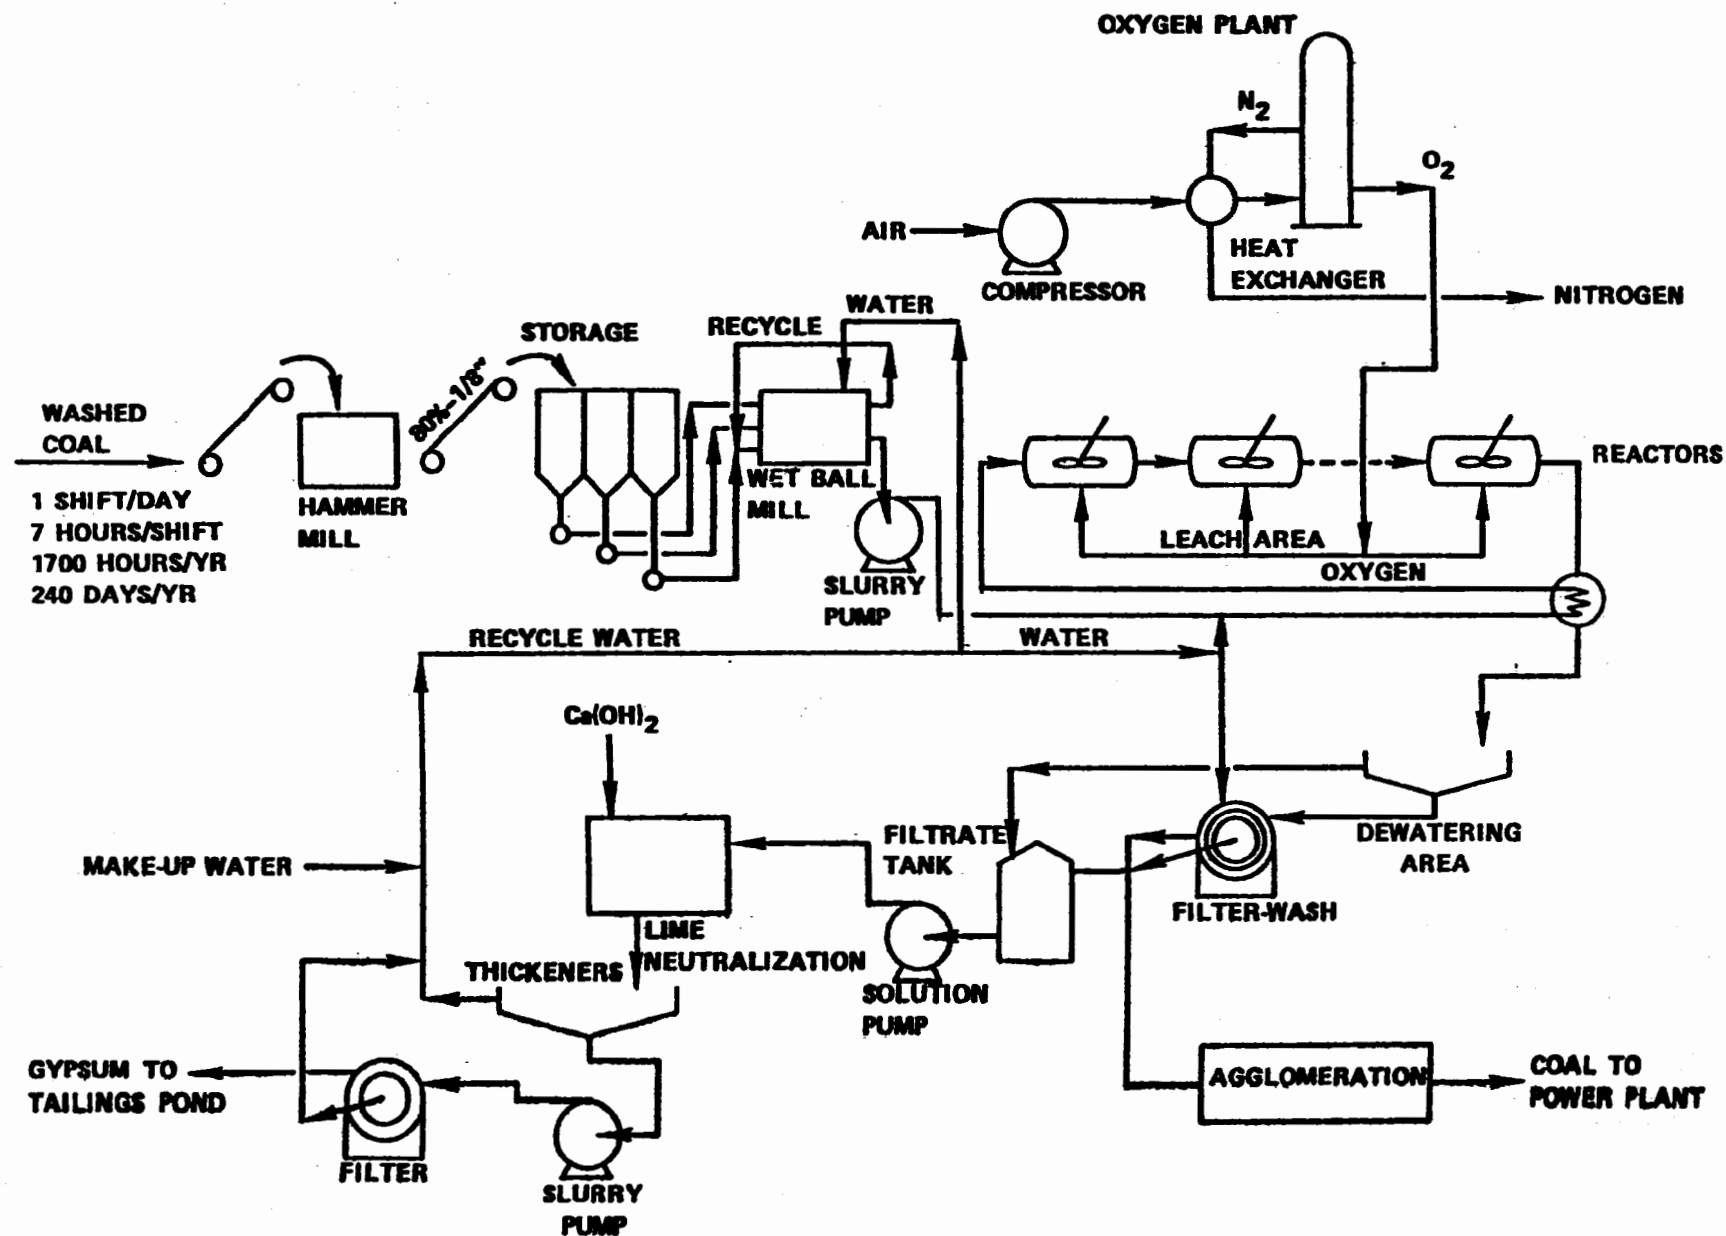 OXYGEN PLANT
N2
O2
AIR
HEAT
EXCHANGER
COMPRESSOR
NITROGEN
WATER
RECYCLE
STORAGE
80%-1/8"
WASHED
COAL
1 SHIFT/DAY
7 HOURS/SHIFT
1700 HOURS/YR
240 DAYS/YR
HAMMER
MILL
WET BALL
MILL
SLURRY
PUMP
REACTORS
LEACH AREA
OXYGEN
RECYCLE WATER
WATER
Ca(OH)2
MAKE-UP WATER
FILTRATE
TANK
DEWATERING
AREA
FILTER-WASH
LIME
NEUTRALIZATION
THICKENERS
SOLUTION
PUMP
GYPSUM TO
TAILINGS POND
AGGLOMERATION
COAL TO
POWER PLANT
FILTER
SLURRY
PUMP